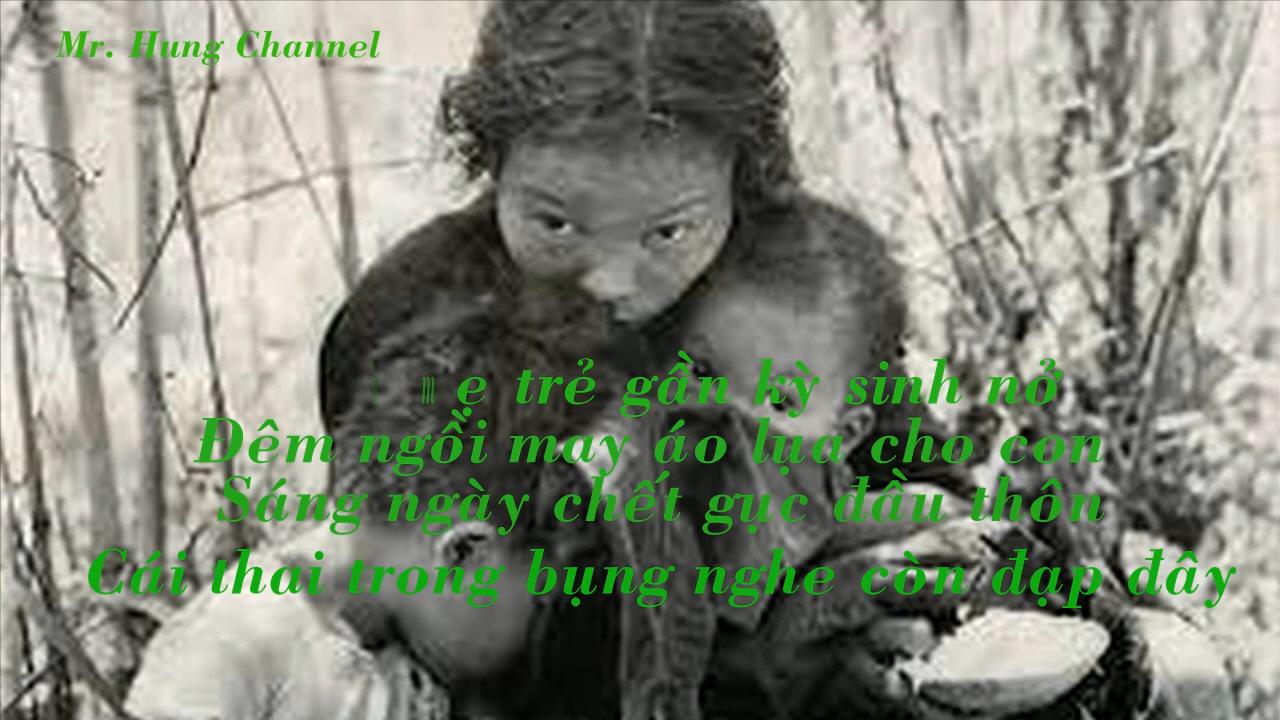 Mr. Hung Channel
mẹ trẻ gần kỳ sinh nở
Đêm ngồi may áo lụa cho con
Sáng ngày chết gục đầu thôn
Cái thai trong bụng nghe còn đạp đây